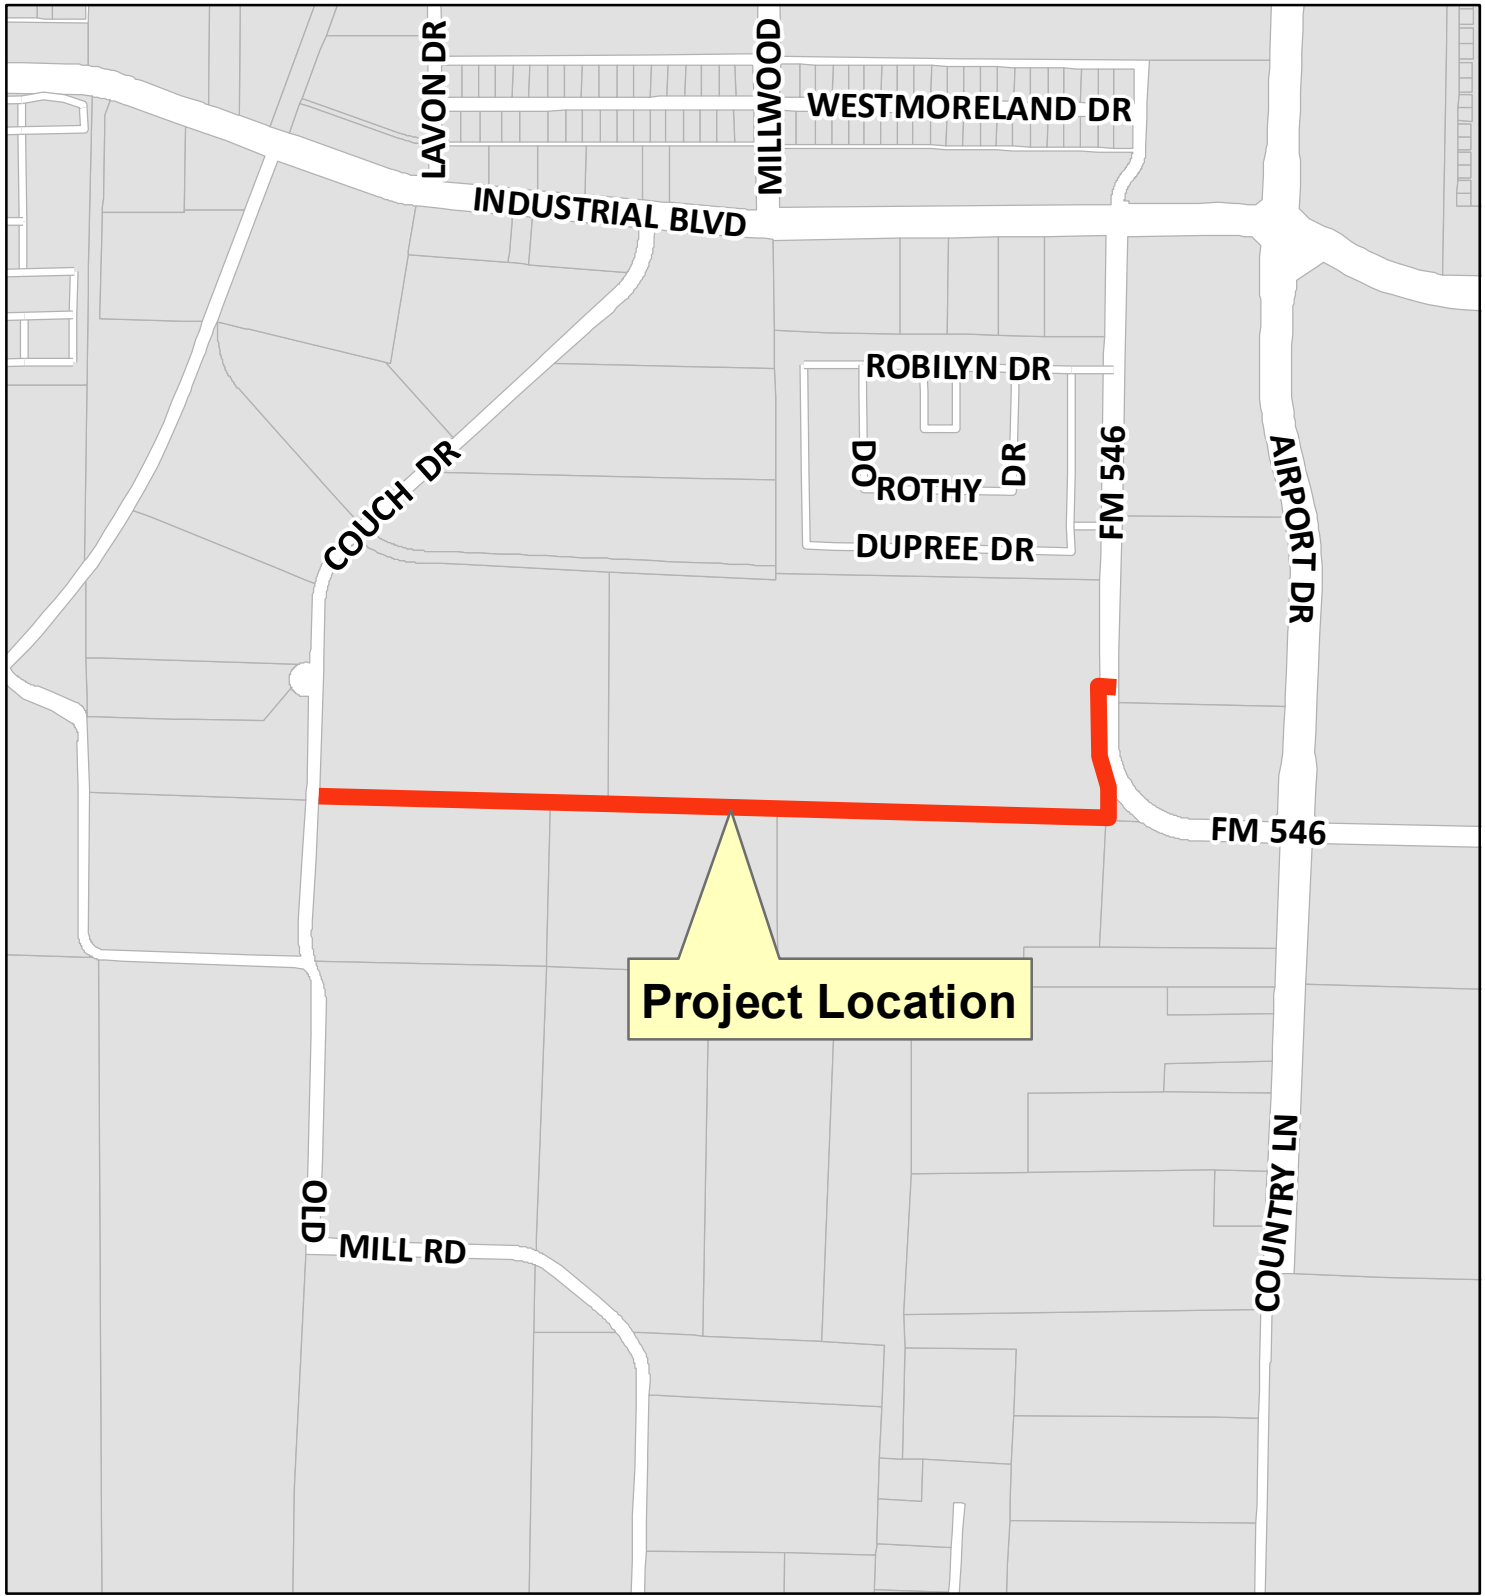 LAVON DR
MILLWOOD
WESTMORELAND DR
INDUSTRIAL BLVD
ROBILYN DR
COUCH DR
DO
ROTHY
DR
FM 546
AIRPORT DR
DUPREE DR
FM 546
Project Location
COUNTRY LN
OLD
MILL RD